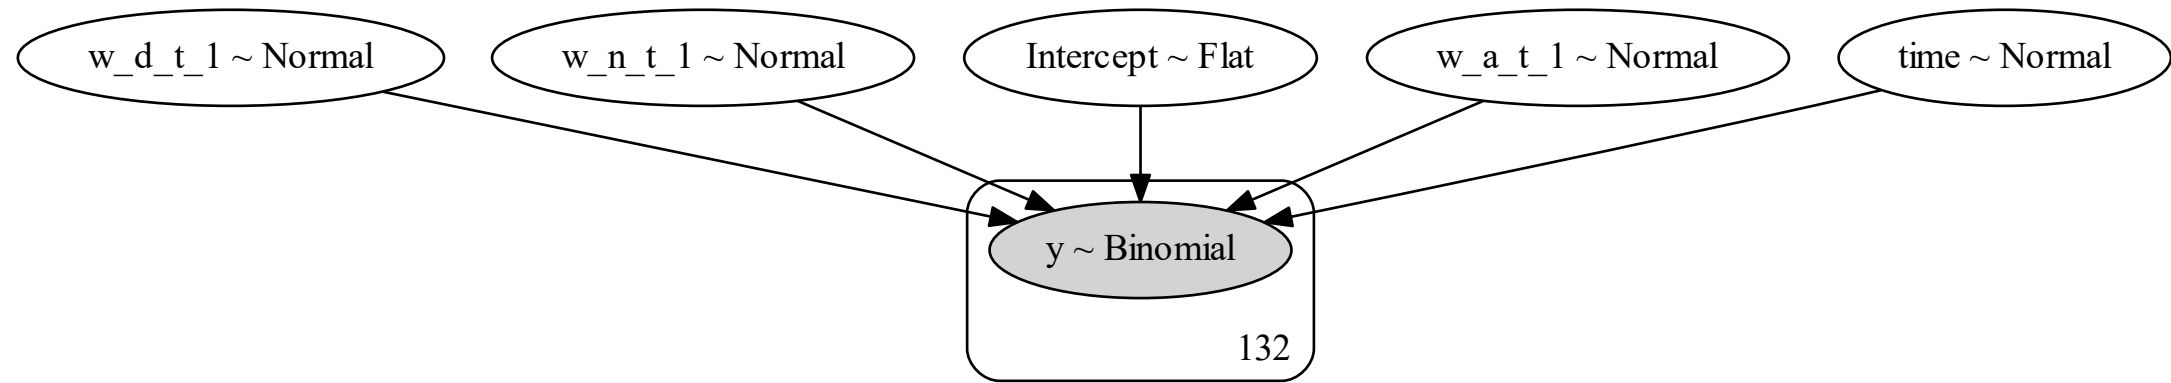 w_d_t_1 ~ Normal
w_n_t_1 ~ Normal
Intercept ~ Flat
w_a_t_1 ~ Normal
time ~ Normal
y ~ Binomial
132